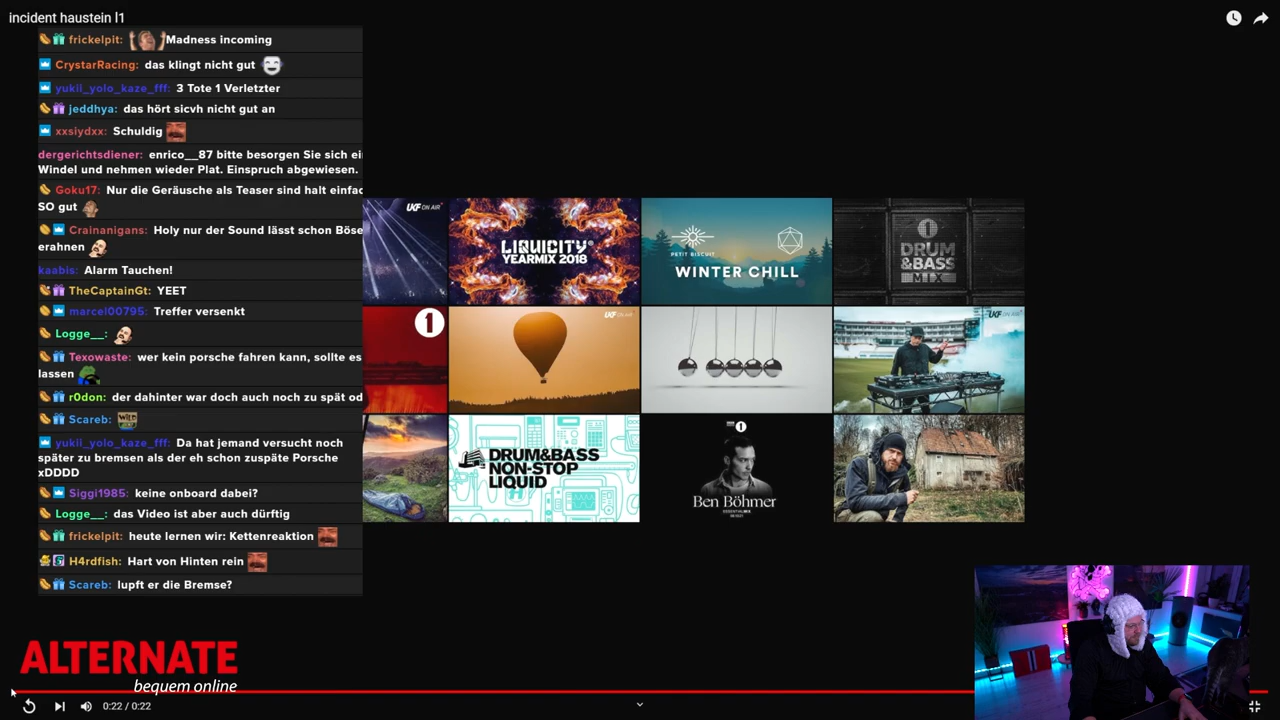 incident haustein l1
frickelpit: Madness incoming
CrystarRacing: das klingt nicht gut
yukii_yolo_kaze_fff: 3 Tote 1 Verletzter
jeddhya: das hört sicvh nicht gut an
xxsiydxx: Schuldig
dergerichtsdiener: enrico__87 bitte besorgen Sie sich ei
Windel und nehmen wieder Plat. Einspruch abgewiesen.
Goku17: Nur die Geräusche als Teaser sind halt einfac
SO gut
Crainanigans: Holy nur der Sound lässt schon Böse
erahnen
kaabis: Alarm Tauchen!
TheCaptainGt: YEET
marcel00795: Treffer versenkt
Logge__:
Texowaste: wer kein porsche fahren kann, sollte es
lassen
r0don: der dahinter war doch auch noch zu spät od
Scareb:
yukii_yolo_kaze_fff: Da hat jemand versucht noch
später zu bremsen als der eh schon zuspäte Porsche
xDDDD
Siggi1985: keine onboard dabei?
Logge__: das Video ist aber auch dürftig
frickelpit: heute lernen wir: Kettenreaktion
H4rdfish: Hart von Hinten rein
Scareb: lupft er die Bremse?
UKF ON AIR
LIQUICITY
YEARMIX 2018
PETIT BISCUIT
WINTER CHILL
1
DRUM
&BASS
MIX
1
UKF ON AIR
UKF ON AIR
DRUM&BASS
NON-STOP
LIQUID
1
Ben Böhmer
ESSENTIAL MIX
ALTERNATE
bequem online
0:22 / 0:22